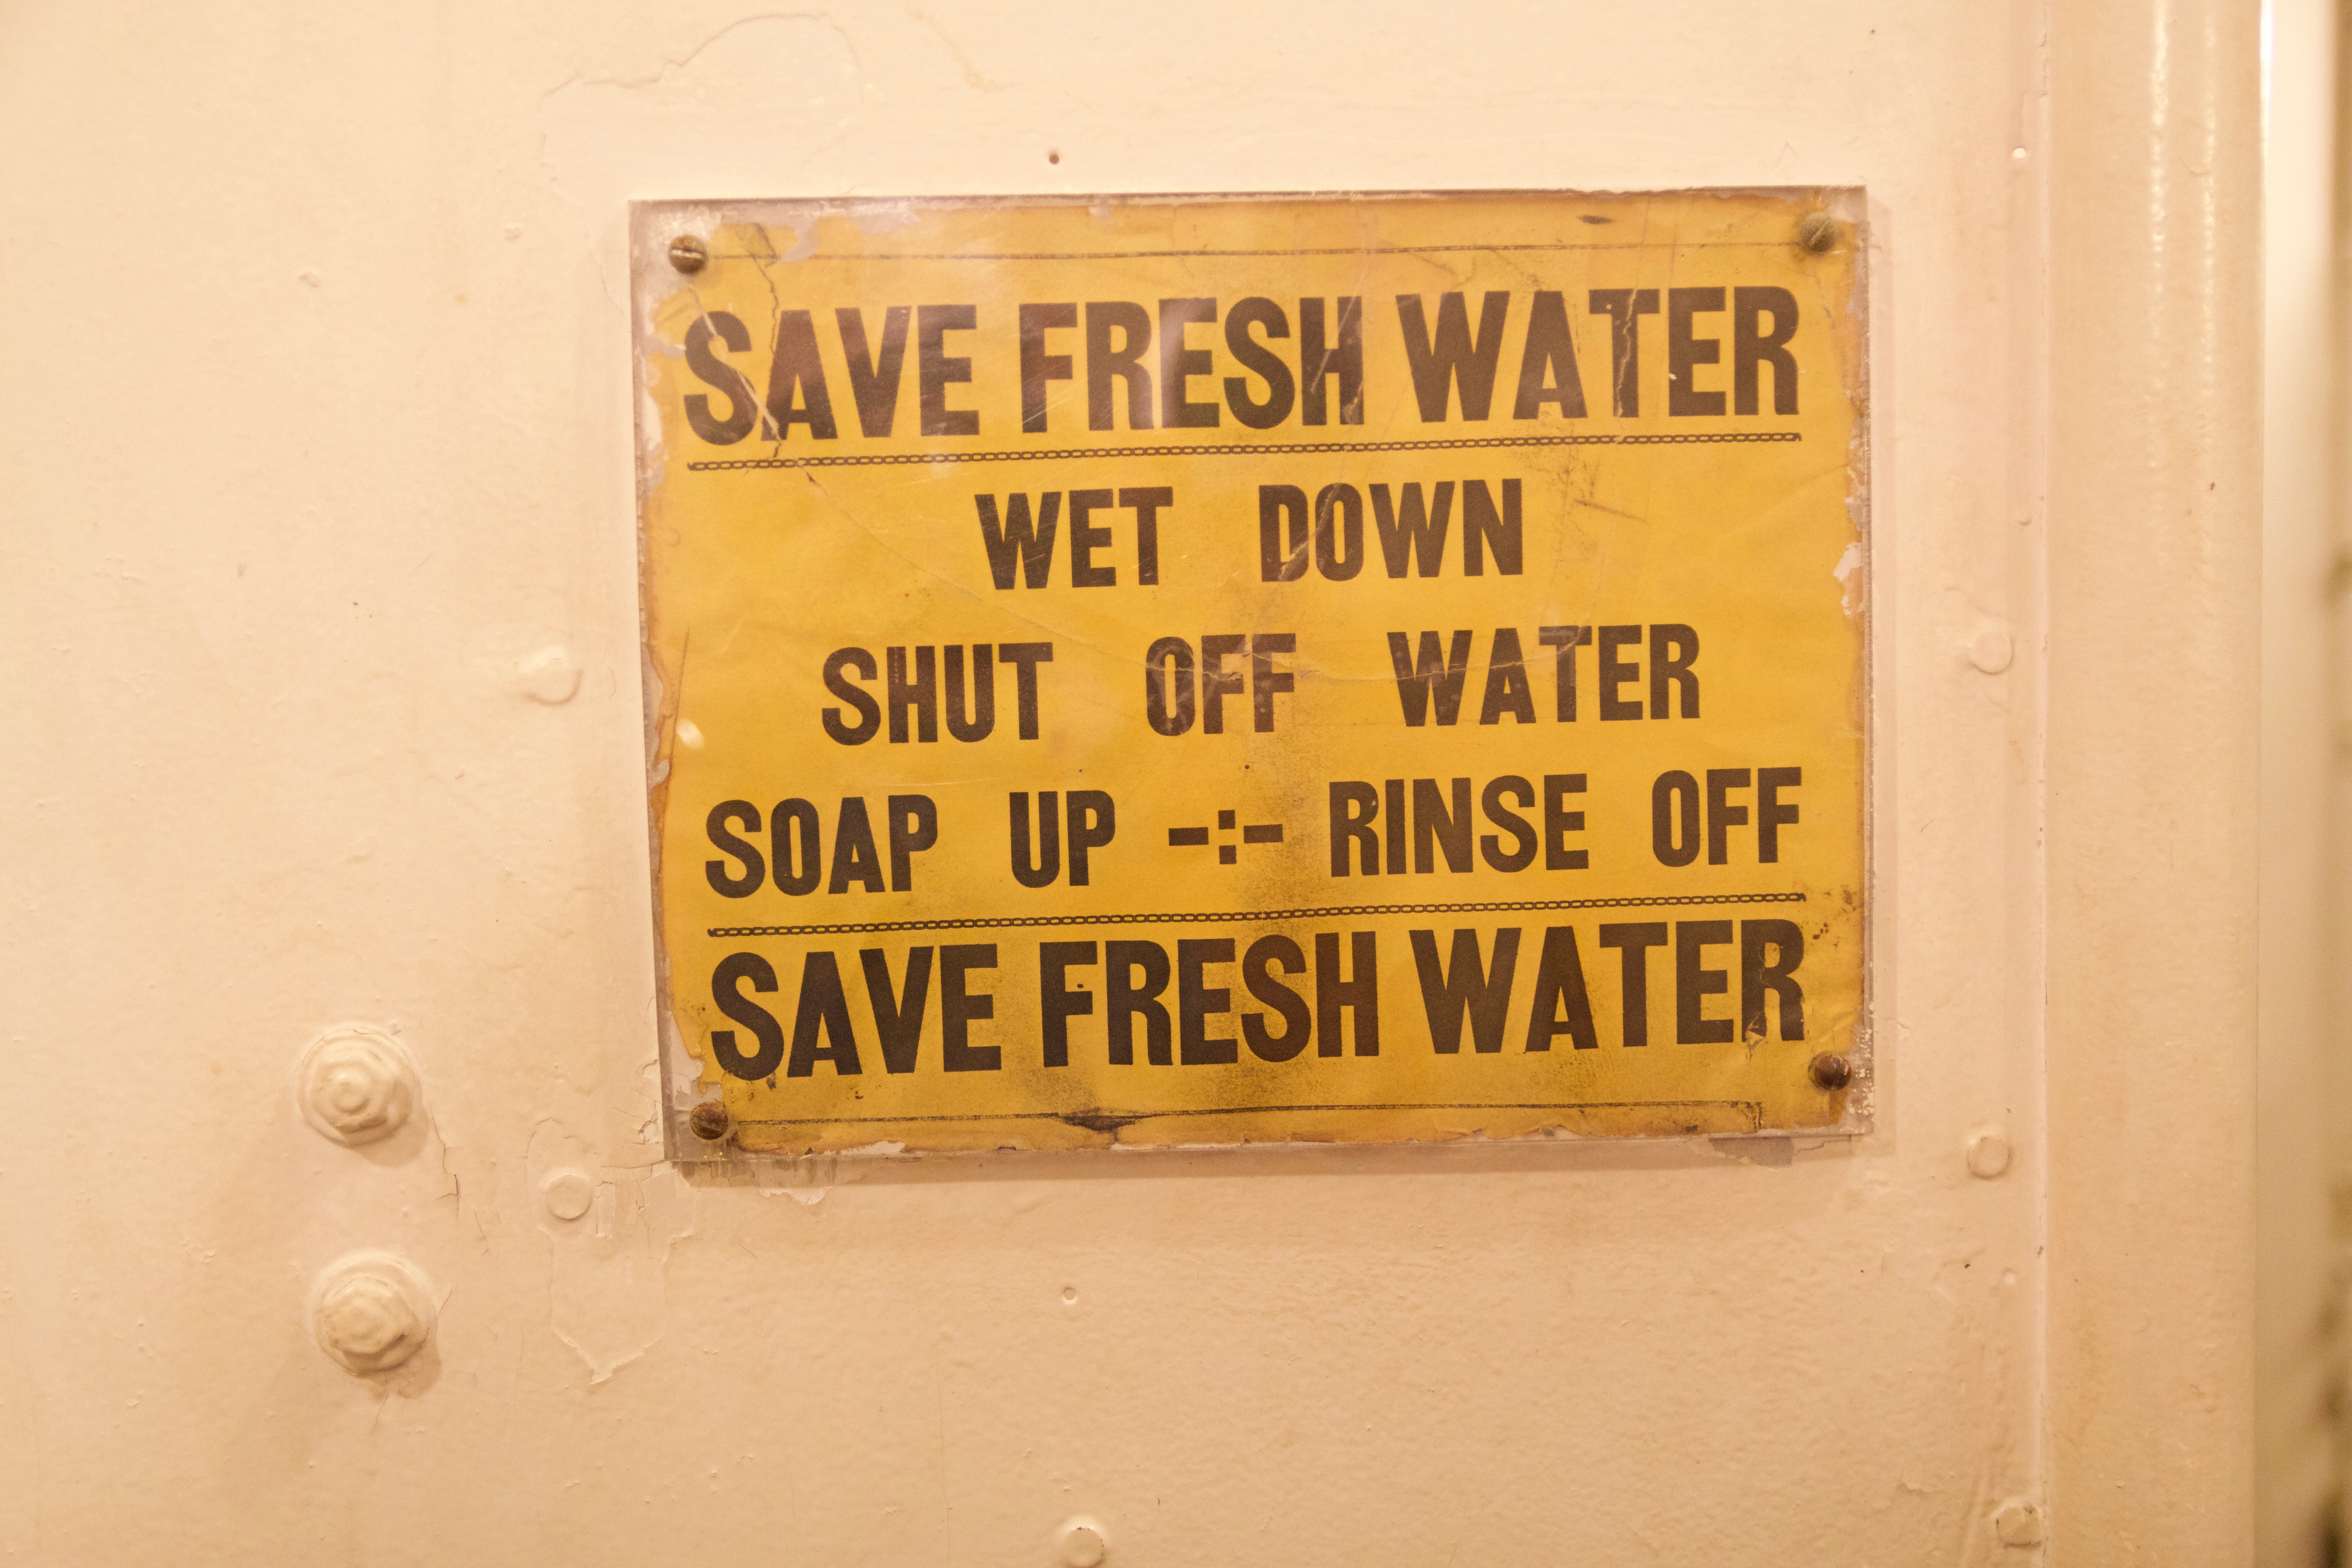 SAVE FRESH WATER
WET DOWN
SHUT OFF WATER
SOAP UP -:- RINSE OFF
SAVE FRESH WATER